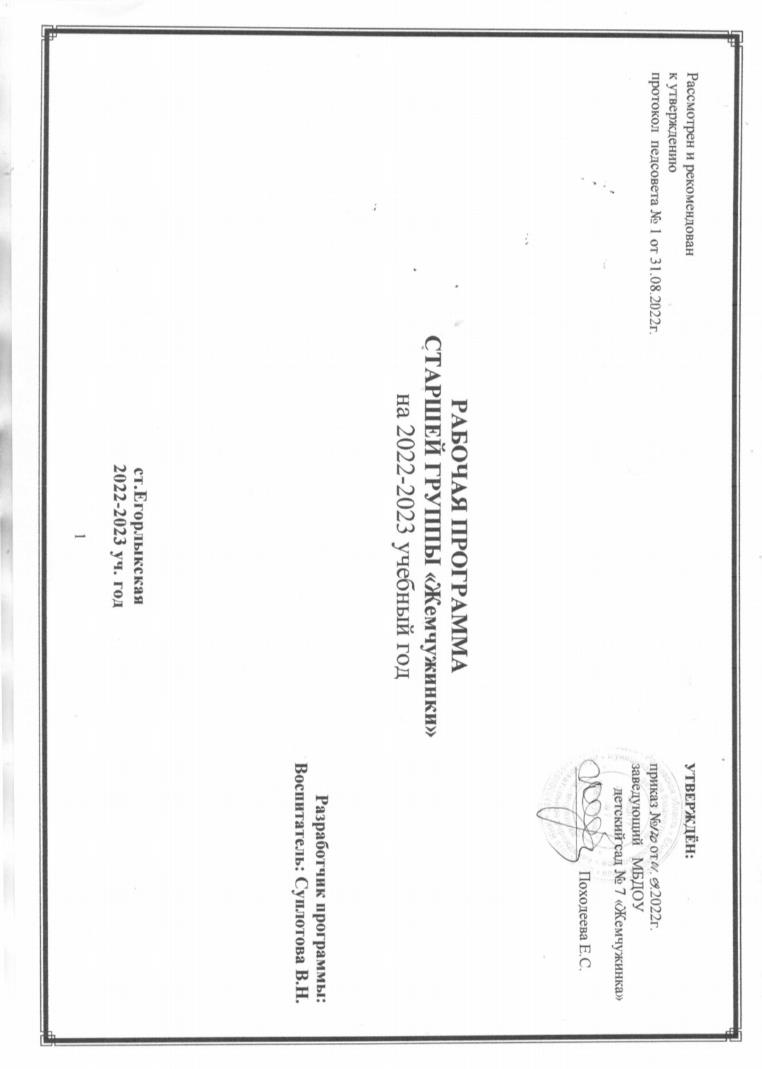 Рассмотрен и рекомендован
к утверждению
протокол педсовета № 1 от 31.08.2022г.
УТВЕРЖДЁН:
приказ от 2022г.
заведующий МБДОУ
детский сад № 7 «Жемчужинка»
Походеева Е.С.
РАБОЧАЯ ПРОГРАММА
СТАРШЕЙ ГРУППЫ «Жемчужинки»
на 2022-2023 учебный год
Разработчик программы:
Воспитатель: Суплотова В.Н.
ст.Егорлыкская
2022-2023 уч. год
1